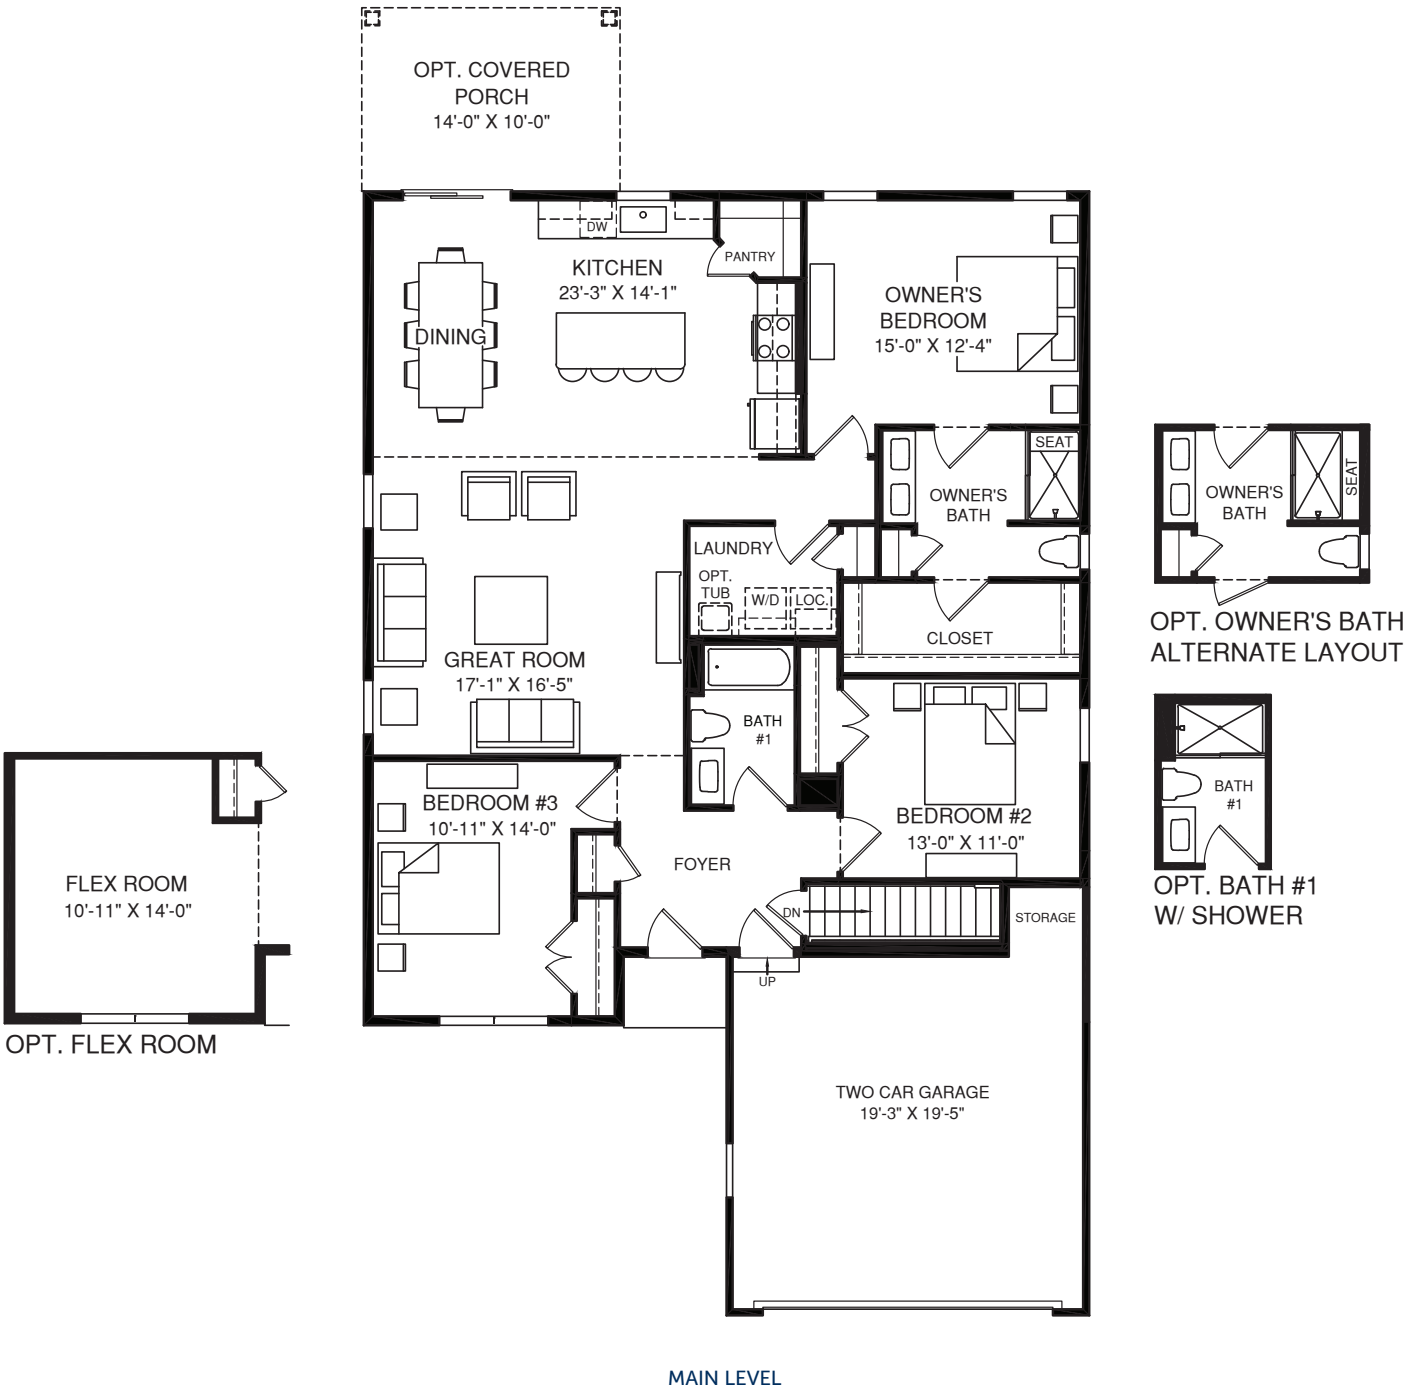 OPT. COVERED
PORCH
14'-0" X 10'-0"
DW
PANTRY
KITCHEN
23'-3" X 14'-1"
DINING
OWNER'S
BEDROOM
15'-0" X 12'-4"
SEAT
OWNER'S
BATH
LAUNDRY
OPT.
TUB
W/D
LOC.
CLOSET
GREAT ROOM
17'-1" X 16'-5"
BATH
#1
BEDROOM #3
10'-11" X 14'-0"
BEDROOM #2
13'-0" X 11'-0"
FOYER
DN
STORAGE
UP
TWO CAR GARAGE
19'-3" X 19'-5"
FLEX ROOM
10'-11" X 14'-0"
OPT. FLEX ROOM
OWNER'S
BATH
SEAT
OPT. OWNER'S BATH
ALTERNATE LAYOUT
BATH
#1
OPT. BATH #1
W/ SHOWER
MAIN LEVEL